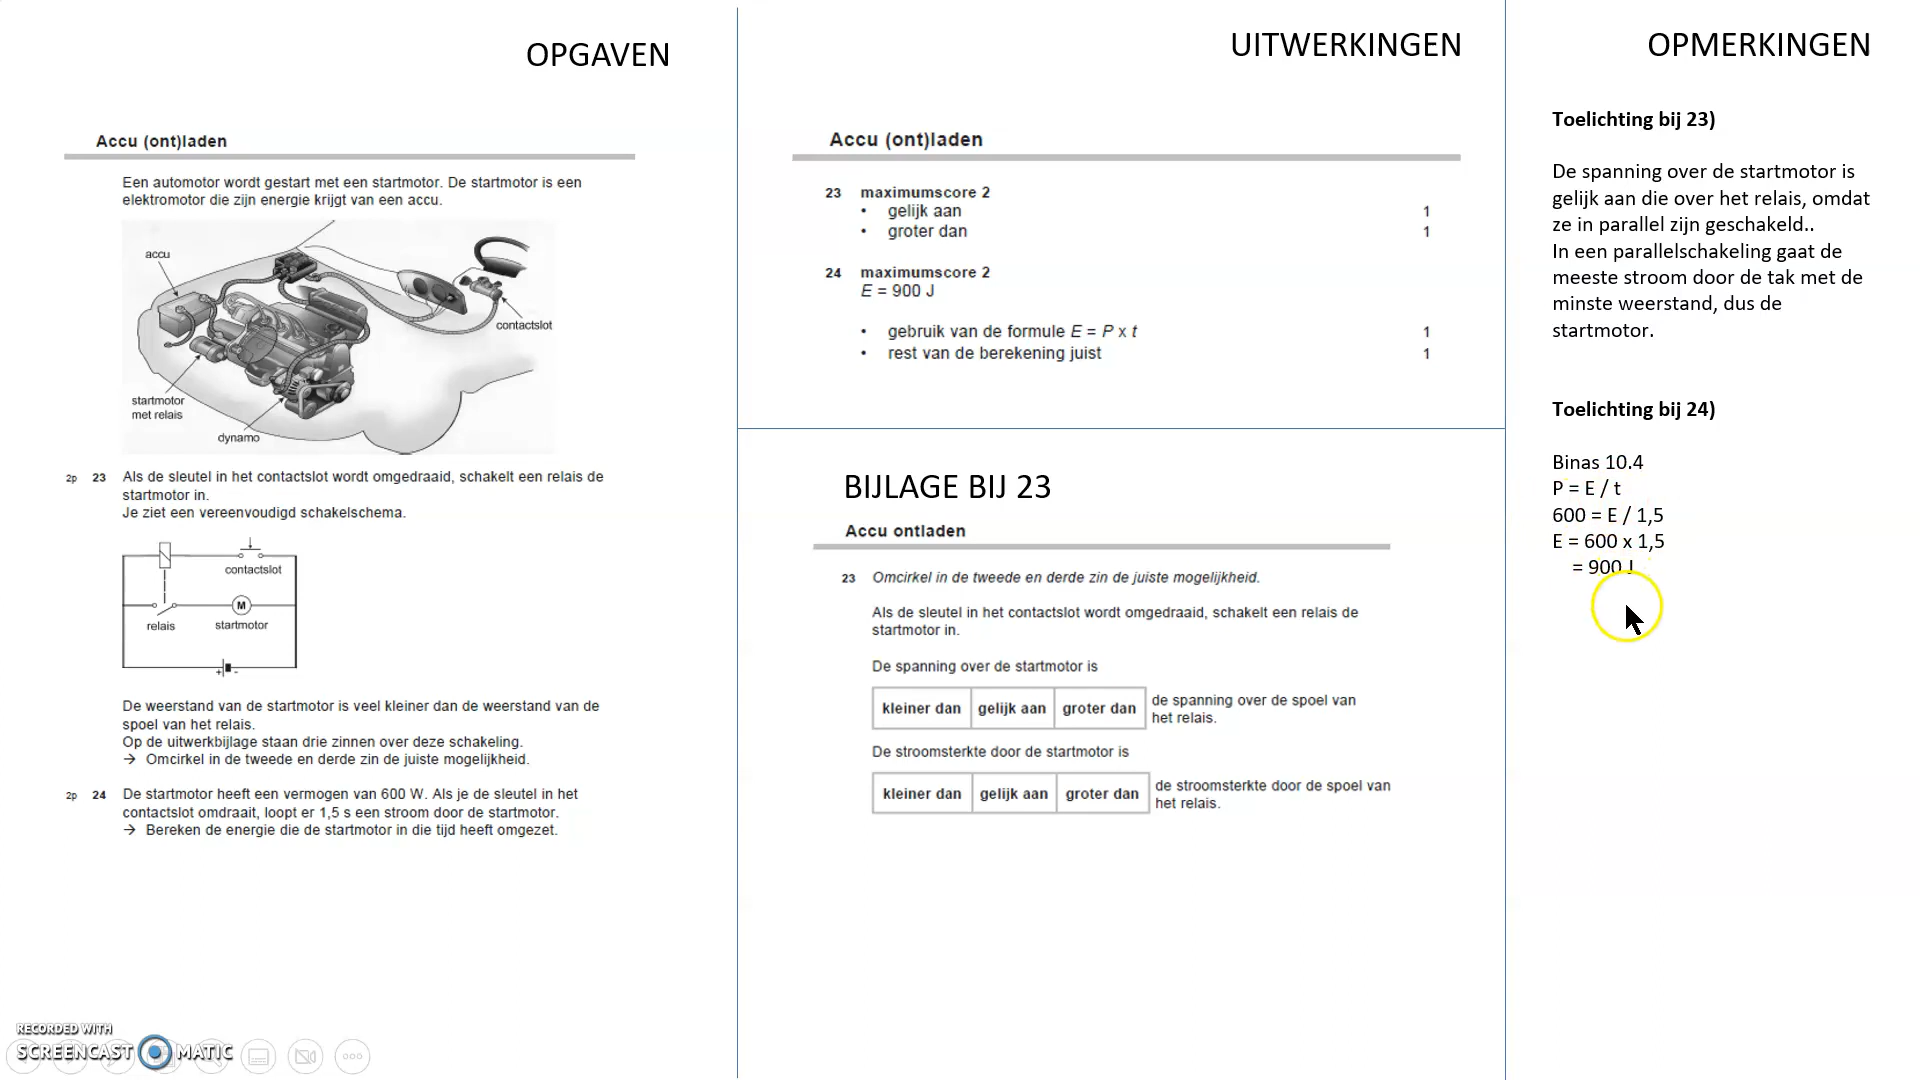 OPGAVEN
Accu (ont)laden
Een automotor wordt gestart met een startmotor. De startmotor is een
elektromotor die zijn energie krijgt van een accu.
accu
contactslot
startmotor
met relais
dynamo
2p 23 Als de sleutel in het contactslot wordt omgedraaid, schakelt een relais de
startmotor in.
Je ziet een vereenvoudigd schakelschema.
contactslot
M
relais startmotor
+ -
De weerstand van de startmotor is veel kleiner dan de weerstand van de
spoel van het relais.
Op de uitwerkbijlage staan drie zinnen over deze schakeling.
→ Omcirkel in de tweede en derde zin de juiste mogelijkheid.
2p 24 De startmotor heeft een vermogen van 600 W. Als je de sleutel in het
contactslot omdraait, loopt er 1,5 s een stroom door de startmotor.
→ Bereken de energie die de startmotor in die tijd heeft omgezet.
UITWERKINGEN
Accu (ont)laden
23 maximumscore 2
• gelijk aan 1
• groter dan 1
24 maximumscore 2
E = 900 J
• gebruik van de formule E = P x t 1
• rest van de berekening juist 1
BIJLAGE BIJ 23
Accu ontladen
23 Omcirkel in de tweede en derde zin de juiste mogelijkheid.
Als de sleutel in het contactslot wordt omgedraaid, schakelt een relais de
startmotor in.
De spanning over de startmotor is
kleiner dan gelijk aan groter dan de spanning over de spoel van
het relais.
De stroomsterkte door de startmotor is
kleiner dan gelijk aan groter dan de stroomsterkte door de spoel van
het relais.
OPMERKINGEN
Toelichting bij 23)
De spanning over de startmotor is
gelijk aan die over het relais, omdat
ze in parallel zijn geschakeld..
In een parallelschakeling gaat de
meeste stroom door de tak met de
minste weerstand, dus de
startmotor.
Toelichting bij 24)
Binas 10.4
P = E / t
600 = E / 1,5
E = 600 x 1,5
= 900 J
RECORDED WITH
SCREENCAST MATIC